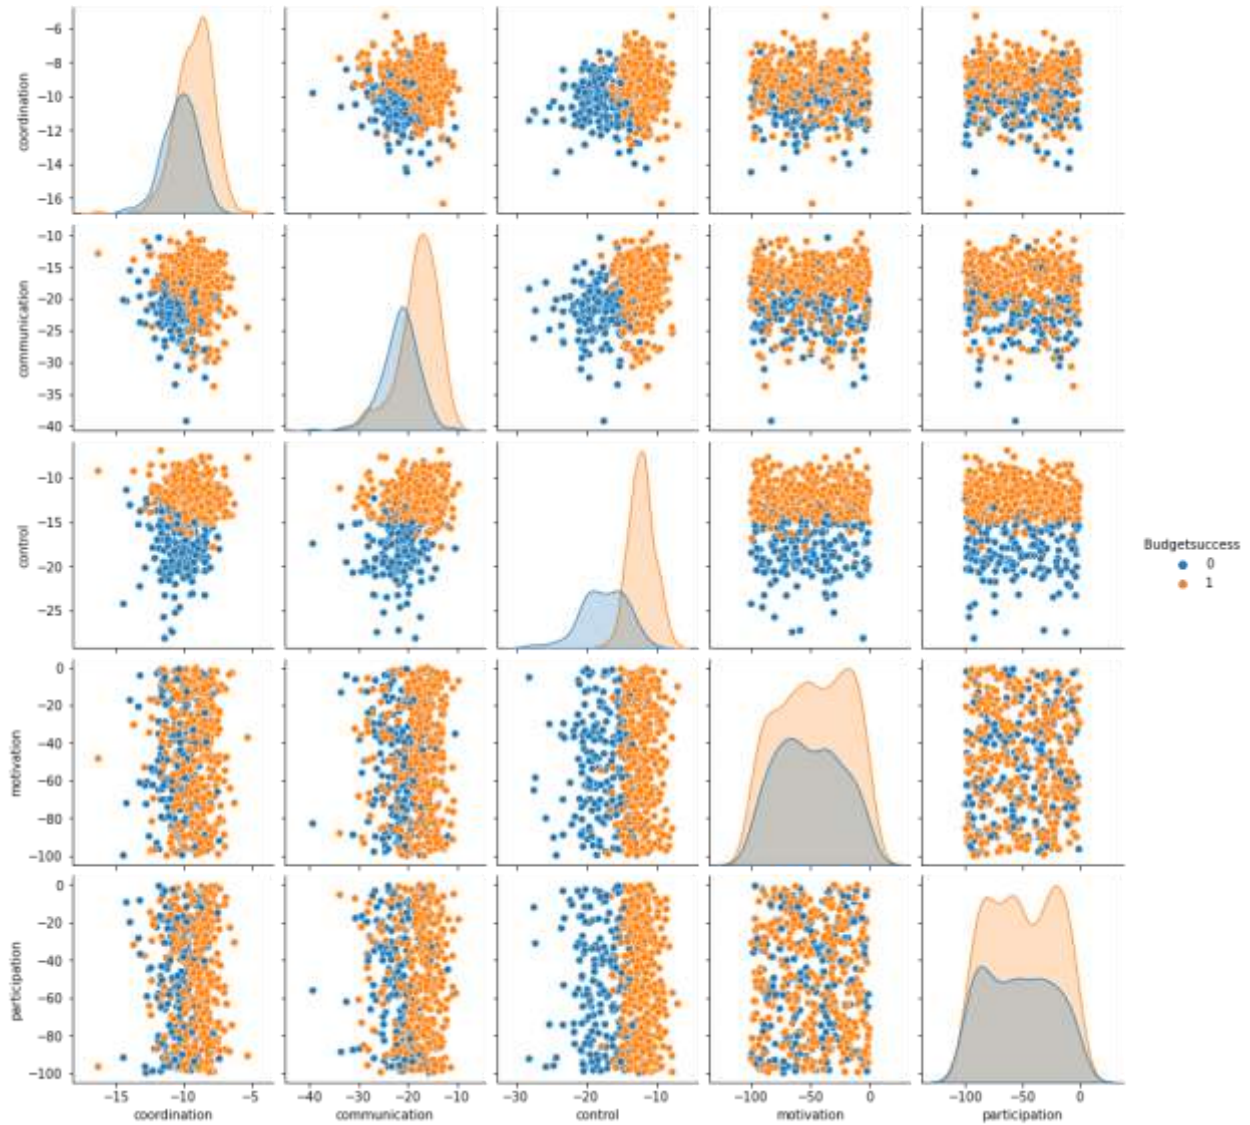 −6
−8
−10
−12
−14
−16
coordination
−10
−15
−20
−25
−30
−35
−40
communication
−10
−15
−20
−25
control
Budgetsuccess
0
1
0
−20
−40
−60
−80
−100
motivation
0
−20
−40
−60
−80
−100
participation
−15 −10 −5
−40 −30 −20 −10
−30 −20 −10
−100 −50 0
−100 −50 0
coordination
communication
control
motivation
participation